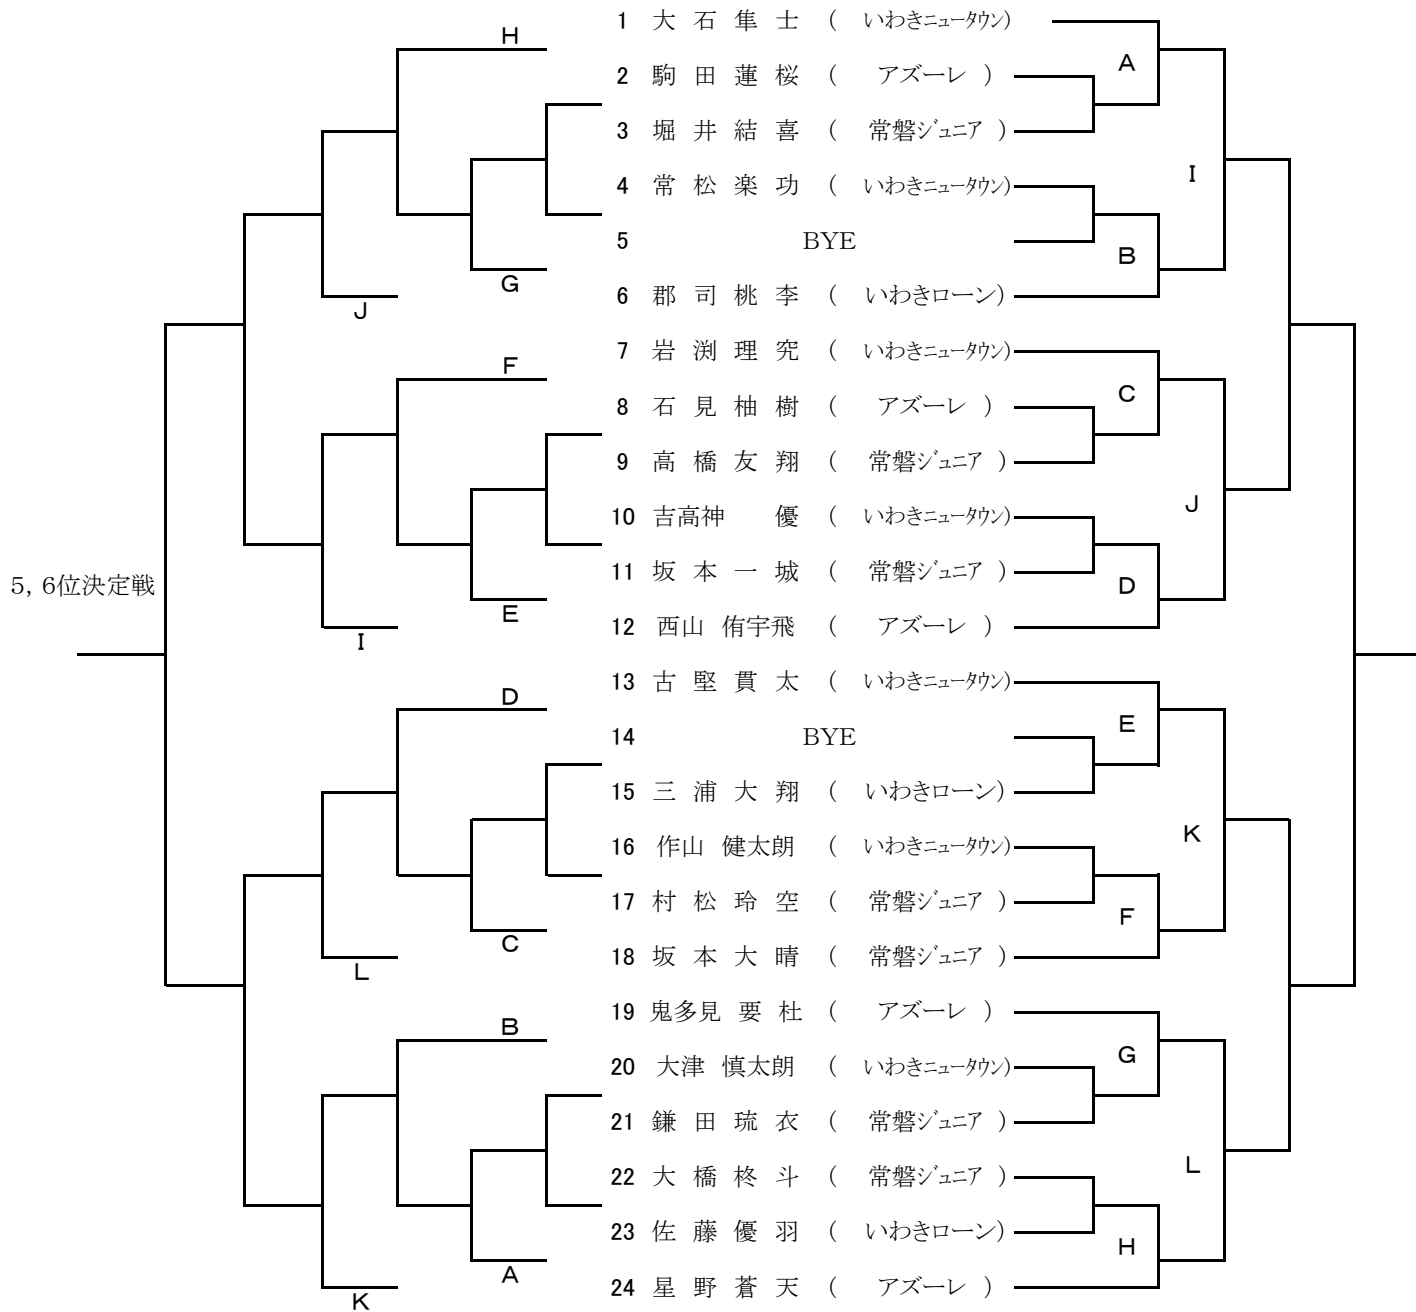 1 大石隼士 ( いわきニュータウン)
H
A
2 駒田蓮桜 ( アズーレ )
3 堀井結喜 ( 常磐ジュニア )
I
4 常松楽功 ( いわきニュータウン)
5 BYE
B
G
6 郡司桃李 ( いわきローン)
J
7 岩渕理究 ( いわきニュータウン)
F
C
8 石見柚樹 ( アズーレ )
9 高橋友翔 ( 常磐ジュニア )
J
10 吉高神 優 ( いわきニュータウン)
11 坂本一城 ( 常磐ジュニア )
5, 6位決定戦
D
E
12 西山 侑宇飛 ( アズーレ )
I
13 古堅貫太 ( いわきニュータウン)
D
E
14 BYE
15 三浦大翔 ( いわきローン)
K
16 作山 健太朗 ( いわきニュータウン)
17 村松玲空 ( 常磐ジュニア )
F
C
18 坂本大晴 ( 常磐ジュニア )
L
19 鬼多見要杜 ( アズーレ )
B
G
20 大津 慎太朗 ( いわきニュータウン)
21 鎌田琉衣 ( 常磐ジュニア )
L
22 大橋柊斗 ( 常磐ジュニア )
23 佐藤優羽 ( いわきローン)
H
A
24 星野蒼天 ( アズーレ )
K